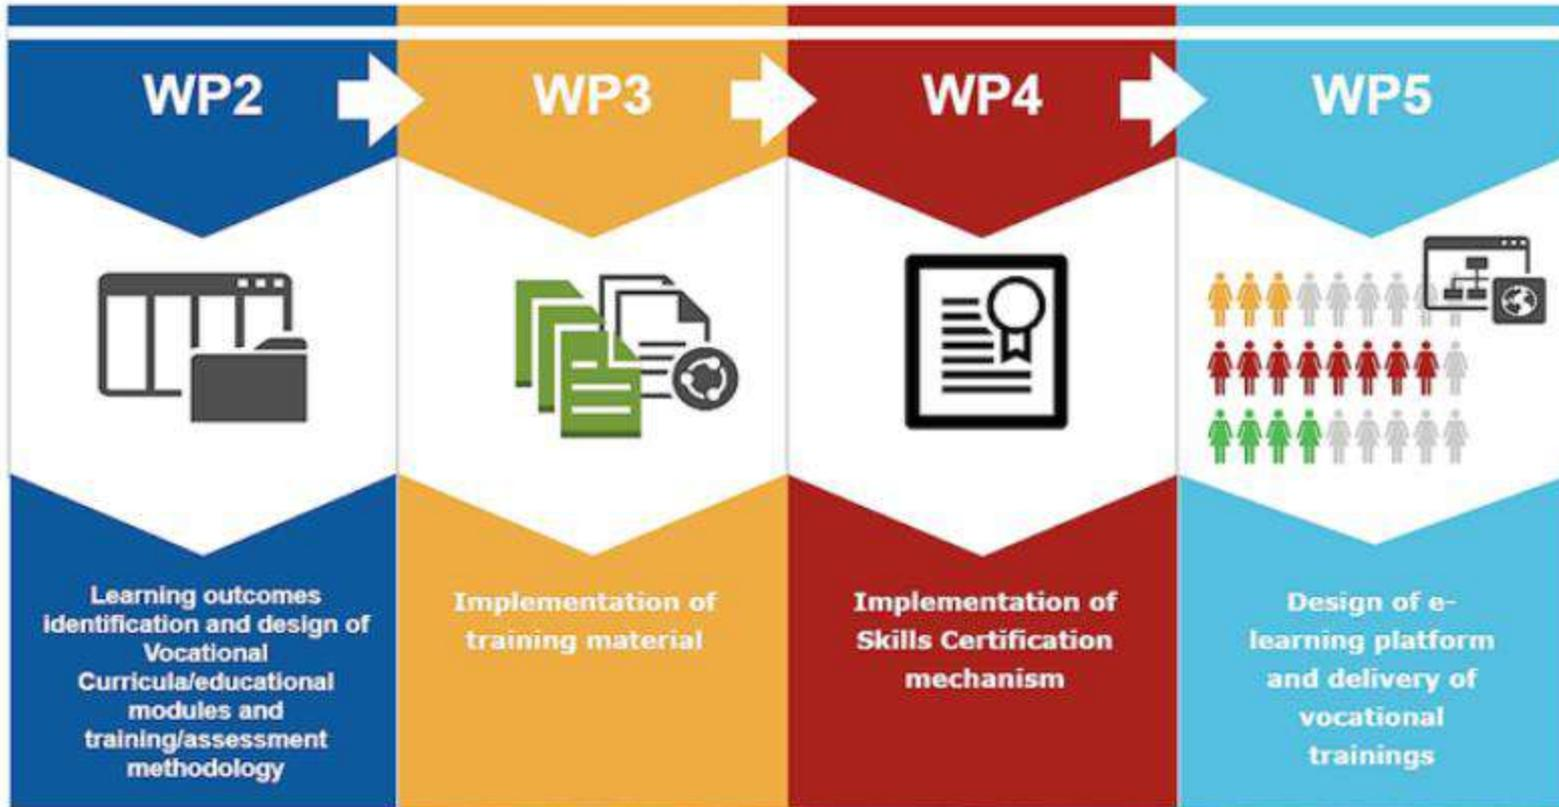 WP2
WP3
WP4
WP5
Learning outcomes
identification and design of
Vocational
Curricula/educational
modules and
training/assessment
methodology
Implementation of
training material
Implementation of
Skills Certification
mechanism
Design of e-
learning platform
and delivery of
vocational
trainings